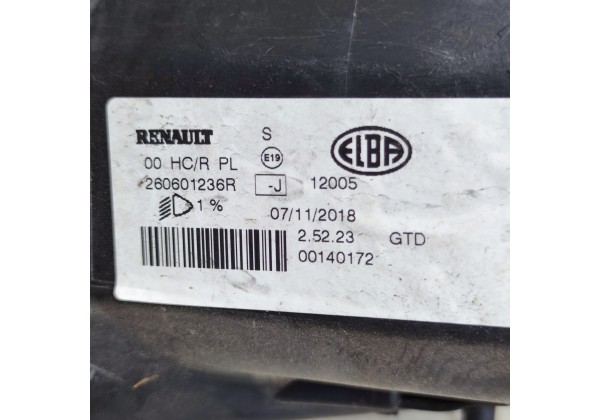 RENAULT S ELBA
00 HC/R PL E19
260601236R -J 12005
1 % 07/11/2018
2.52.23 GTD
00140172